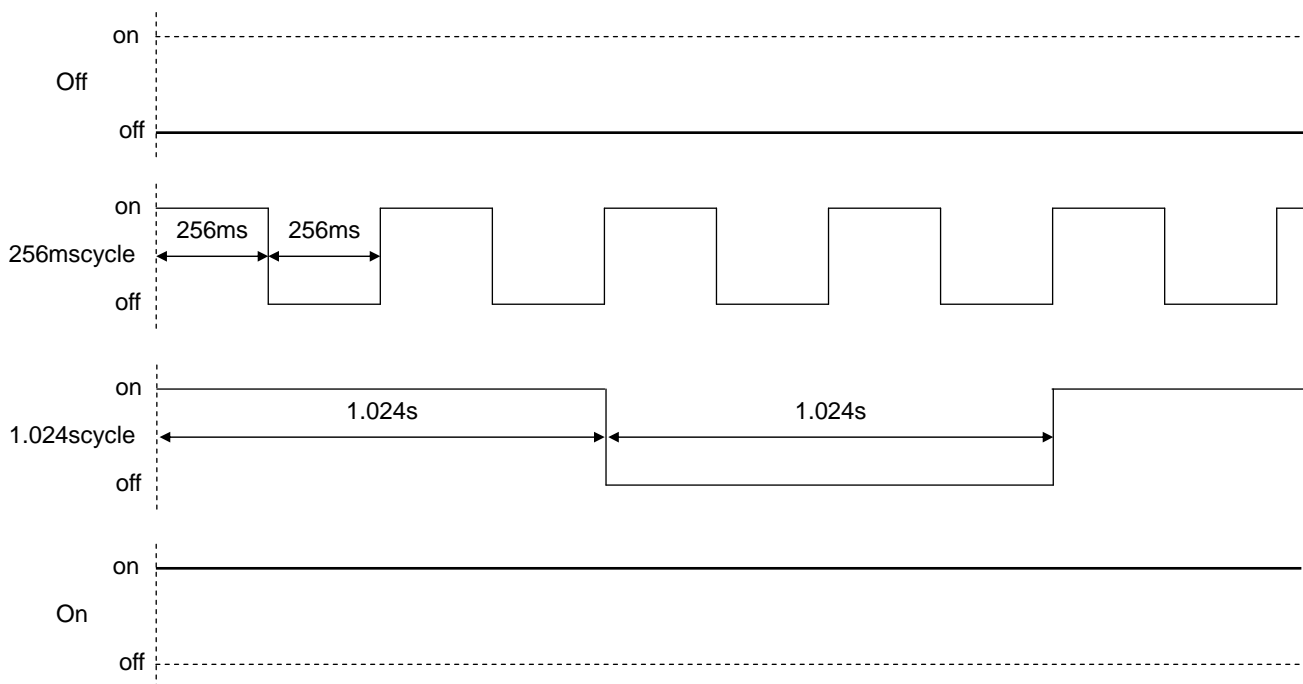 on
Off
off
on
256ms 256ms
256mscycle
off
on
1.024s 1.024s
1.024scycle
off
on
On
off